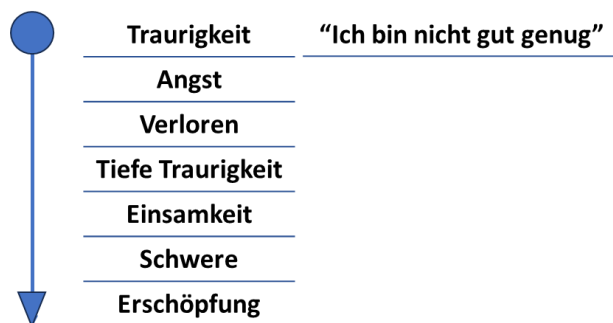 Traurigkeit “Ich bin nicht gut genug”
Angst
Verloren
Tiefe Traurigkeit
Einsamkeit
Schwere
Erschöpfung